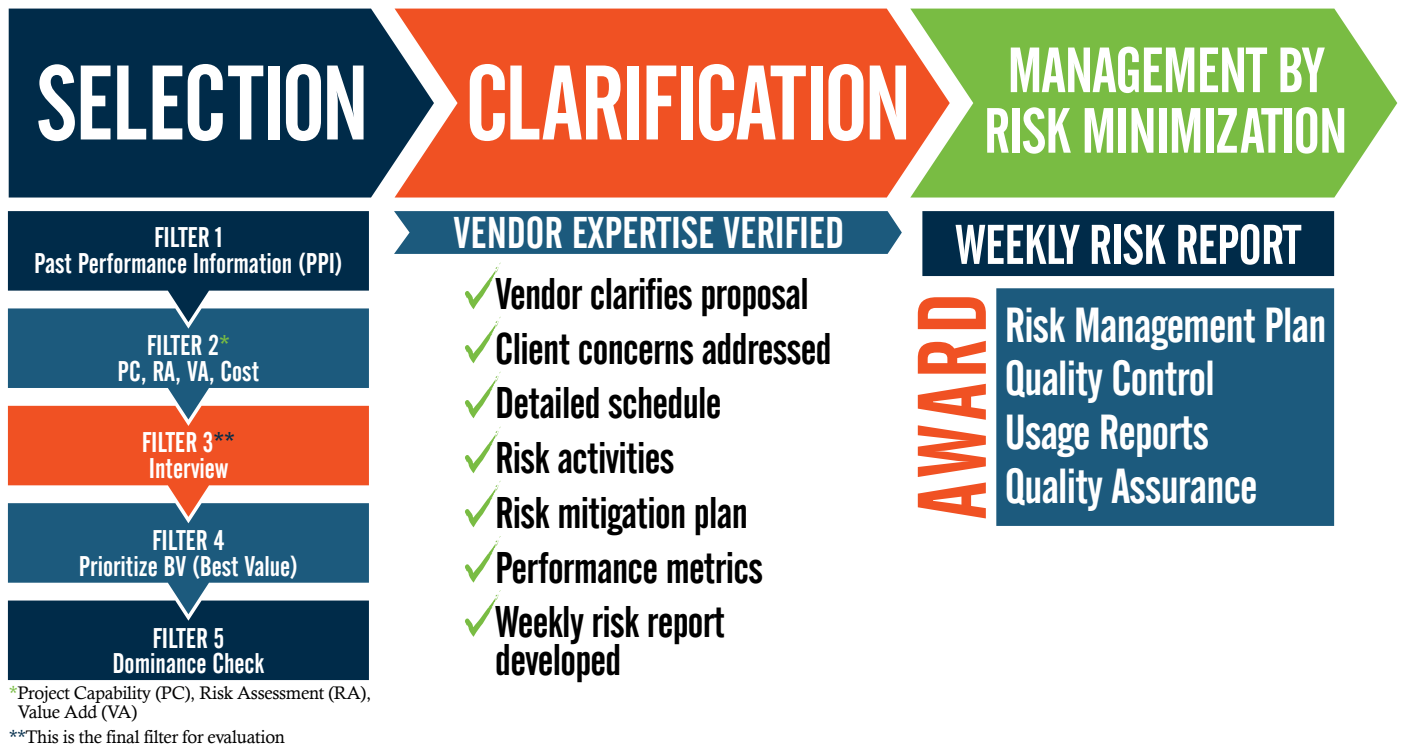 SELECTION
CLARIFICATION
MANAGEMENT BY
RISK MINIMIZATION
FILTER 1
Past Performance Information (PPI)
FILTER 2*
PC, RA, VA, Cost
FILTER 3**
Interview
FILTER 4
Prioritize BV (Best Value)
FILTER 5
Dominance Check
*Project Capability (PC), Risk Assessment (RA),
Value Add (VA)
**This is the final filter for evaluation
VENDOR EXPERTISE VERIFIED
Vendor clarifies proposal
Client concerns addressed
Detailed schedule
Risk activities
Risk mitigation plan
Performance metrics
Weekly risk report
developed
WEEKLY RISK REPORT
AWARD
Risk Management Plan
Quality Control
Usage Reports
Quality Assurance